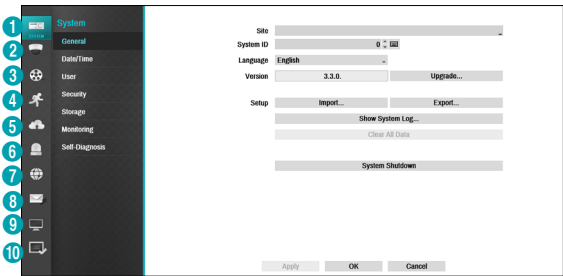 1
SYSTEM
2
3
4
5
6
7
8
9
10
System
General
Date/Time
User
Security
Storage
Monitoring
Self-Diagnosis
Site
System ID 0
Language English
Version 3.3.0. Upgrade...
Setup Import... Export...
Show System Log...
Clear All Data
System Shutdown
Apply OK Cancel